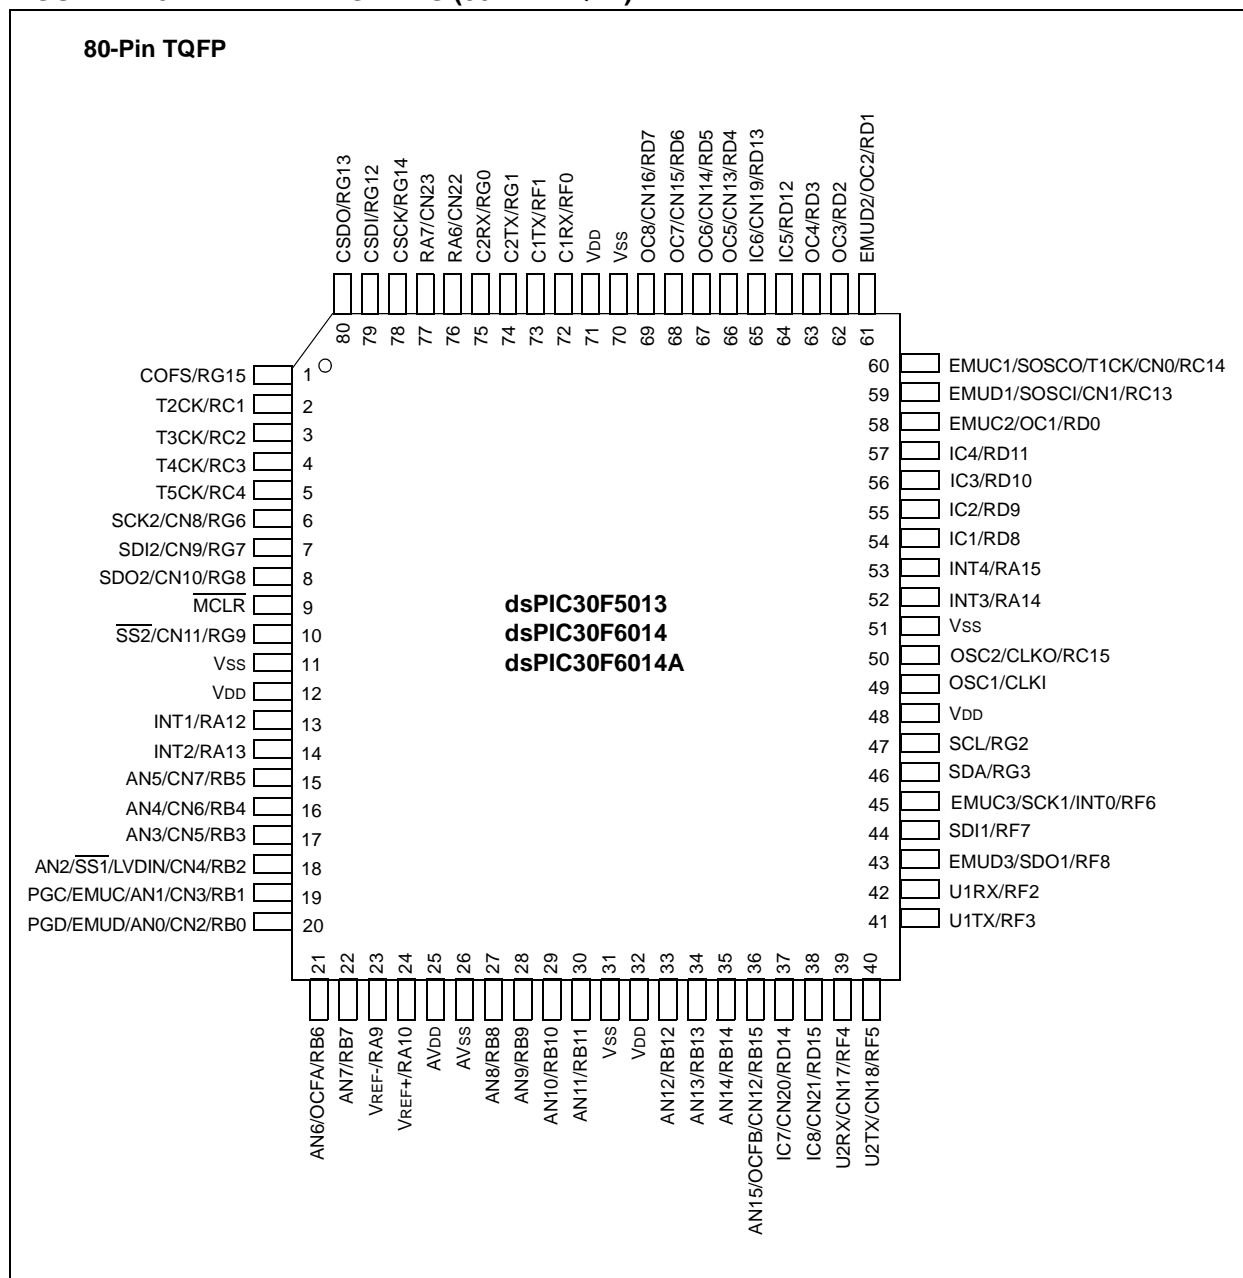 80-Pin TQFP
CSDO/RG13
CSDI/RG12
CSCK/RG14
RA7/CN23
RA6/CN22
C2RX/RG0
C2TX/RG1
C1TX/RF1
C1RX/RF0
VDD
VSS
OC8/CN16/RD7
OC7/CN15/RD6
OC6/CN14/RD5
OC5/CN13/RD4
IC6/CN19/RD13
IC5/RD12
OC4/RD3
OC3/RD2
EMUD2/OC2/RD1
80 79 78 77 76 75 74 73 72 71 70 69 68 67 66 65 64 63 62 61
COFS/RG15 1
T2CK/RC1 2
T3CK/RC2 3
T4CK/RC3 4
T5CK/RC4 5
SCK2/CN8/RG6 6
SDI2/CN9/RG7 7
SDO2/CN10/RG8 8
MCLR 9
SS2/CN11/RG9 10
VSS 11
VDD 12
INT1/RA12 13
INT2/RA13 14
AN5/CN7/RB5 15
AN4/CN6/RB4 16
AN3/CN5/RB3 17
AN2/SS1/LVDIN/CN4/RB2 18
PGC/EMUC/AN1/CN3/RB1 19
PGD/EMUD/AN0/CN2/RB0 20
dsPIC30F5013
dsPIC30F6014
dsPIC30F6014A
60 EMUC1/SOSCO/T1CK/CN0/RC14
59 EMUD1/SOSCI/CN1/RC13
58 EMUC2/OC1/RD0
57 IC4/RD11
56 IC3/RD10
55 IC2/RD9
54 IC1/RD8
53 INT4/RA15
52 INT3/RA14
51 VSS
50 OSC2/CLKO/RC15
49 OSC1/CLKI
48 VDD
47 SCL/RG2
46 SDA/RG3
45 EMUC3/SCK1/INT0/RF6
44 SDI1/RF7
43 EMUD3/SDO1/RF8
42 U1RX/RF2
41 U1TX/RF3
21 22 23 24 25 26 27 28 29 30 31 32 33 34 35 36 37 38 39 40
AN6/OCFA/RB6
AN7/RB7
VREF-/RA9
VREF+/RA10
AVDD
AVSS
AN8/RB8
AN9/RB9
AN10/RB10
AN11/RB11
VSS
VDD
AN12/RB12
AN13/RB13
AN14/RB14
AN15/OCFB/CN12/RB15
IC7/CN20/RD14
IC8/CN21/RD15
U2RX/CN17/RF4
U2TX/CN18/RF5